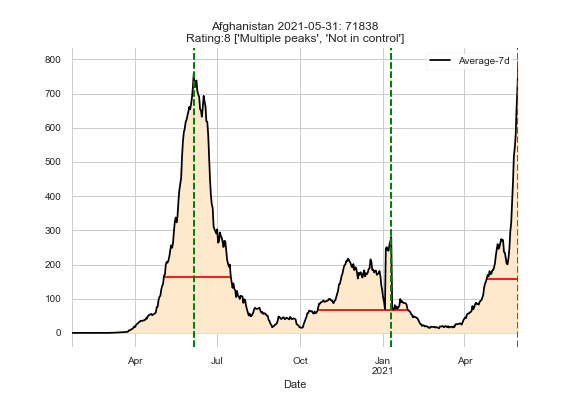 Afghanistan 2021-05-31: 71838
Rating:8 ['Multiple peaks', 'Not in control']
Average-7d
800
700
600
500
400
300
200
100
0
Apr
Jul
Oct
Jan
2021
Apr
Date